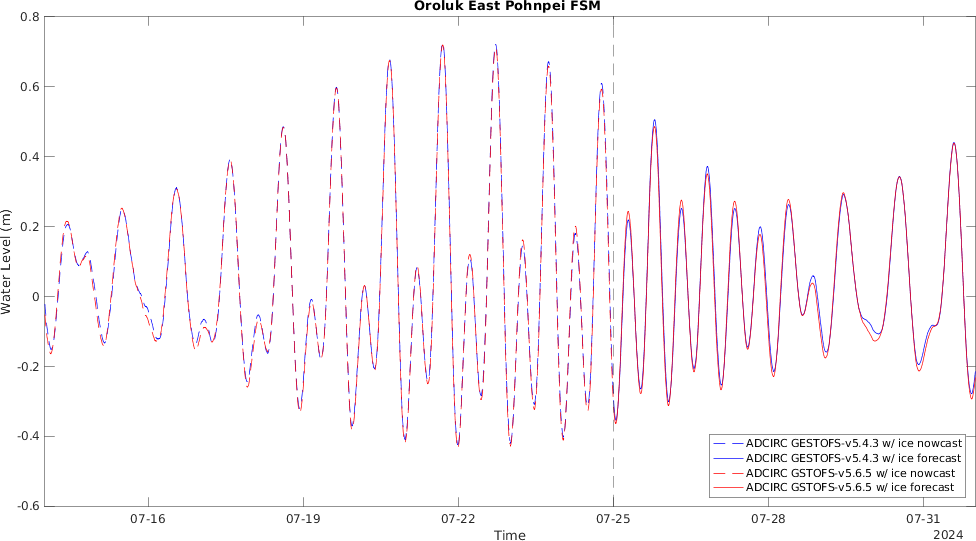 Oroluk East Pohnpei FSM
0.8
0.6
0.4
0.2
0
-0.2
-0.4
-0.6
Water Level (m)
ADCIRC GESTOFS-v5.4.3 w/ ice nowcast
ADCIRC GESTOFS-v5.4.3 w/ ice forecast
ADCIRC GSTOFS-v5.6.5 w/ ice nowcast
ADCIRC GSTOFS-v5.6.5 w/ ice forecast
07-16 07-19 07-22 07-25 07-28 07-31
Time
2024